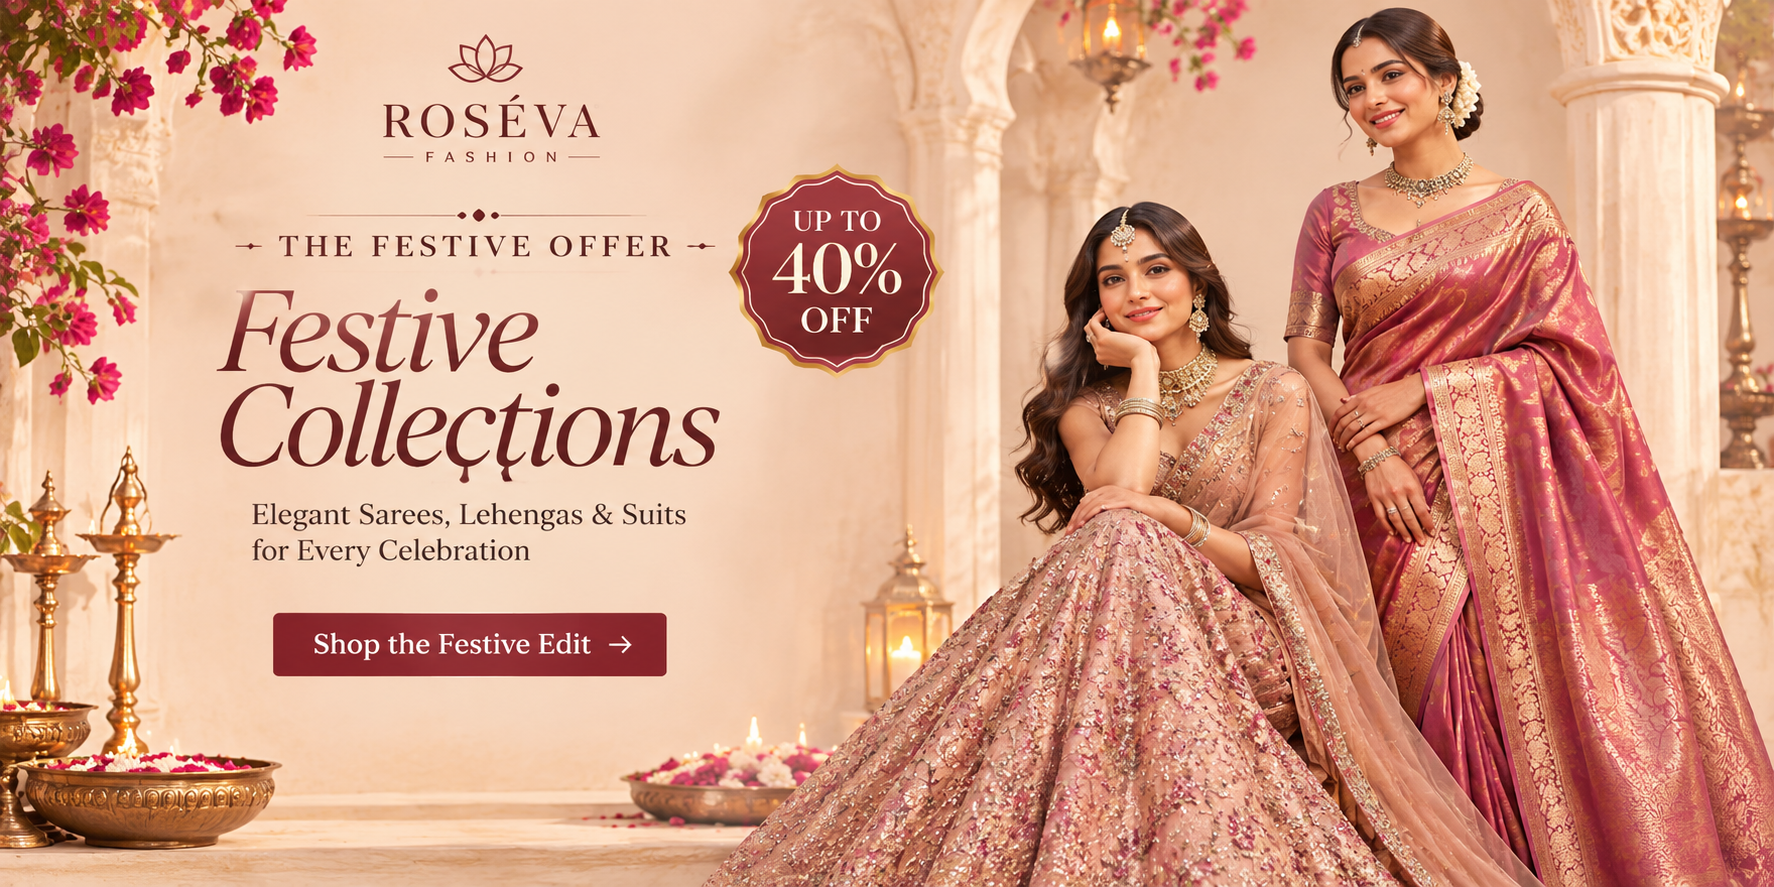 ROSÉVA
FASHION
THE FESTIVE OFFER
Festive
Collections
Elegant Sarees, Lehengas & Suits
for Every Celebration
Shop the Festive Edit →
UP TO
40%
OFF